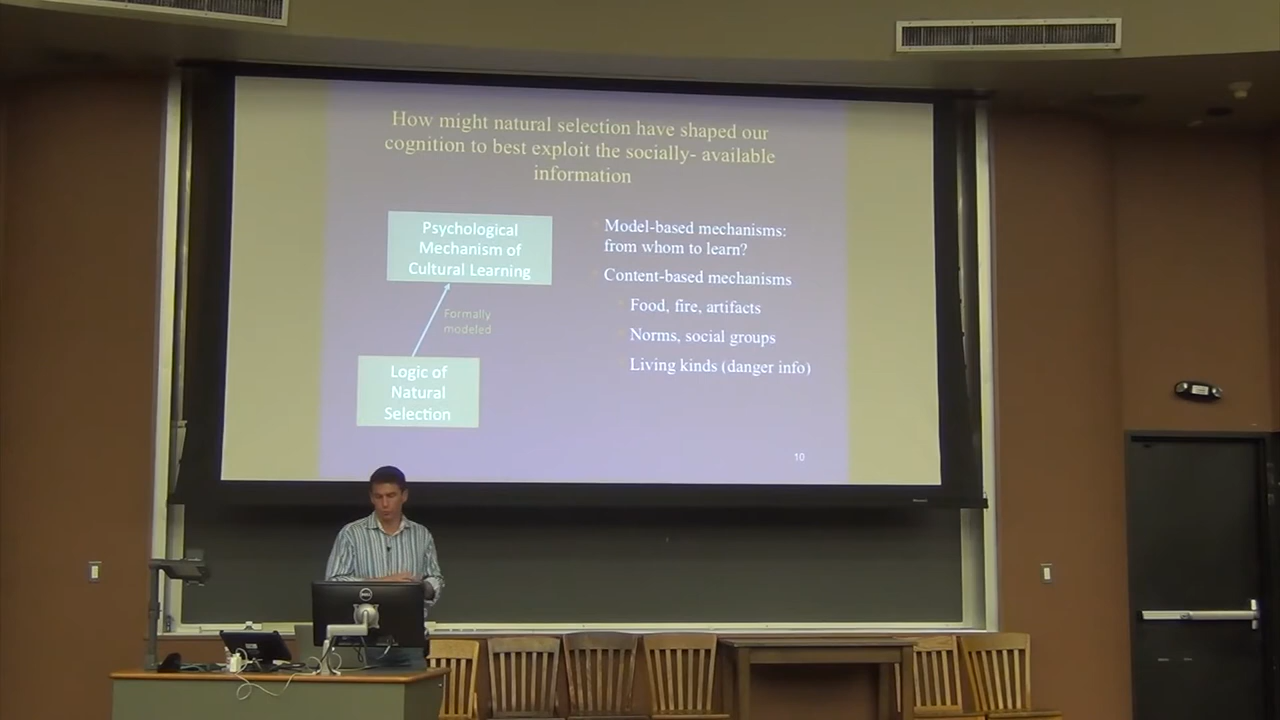 How might natural selection have shaped our
cognition to best exploit the socially- available
information
Psychological
Mechanism of
Cultural Learning
Formally
modeled
Logic of
Natural
Selection
Model-based mechanisms:
from whom to learn?
Content-based mechanisms
Food, fire, artifacts
Norms, social groups
Living kinds (danger info)
10
DELL